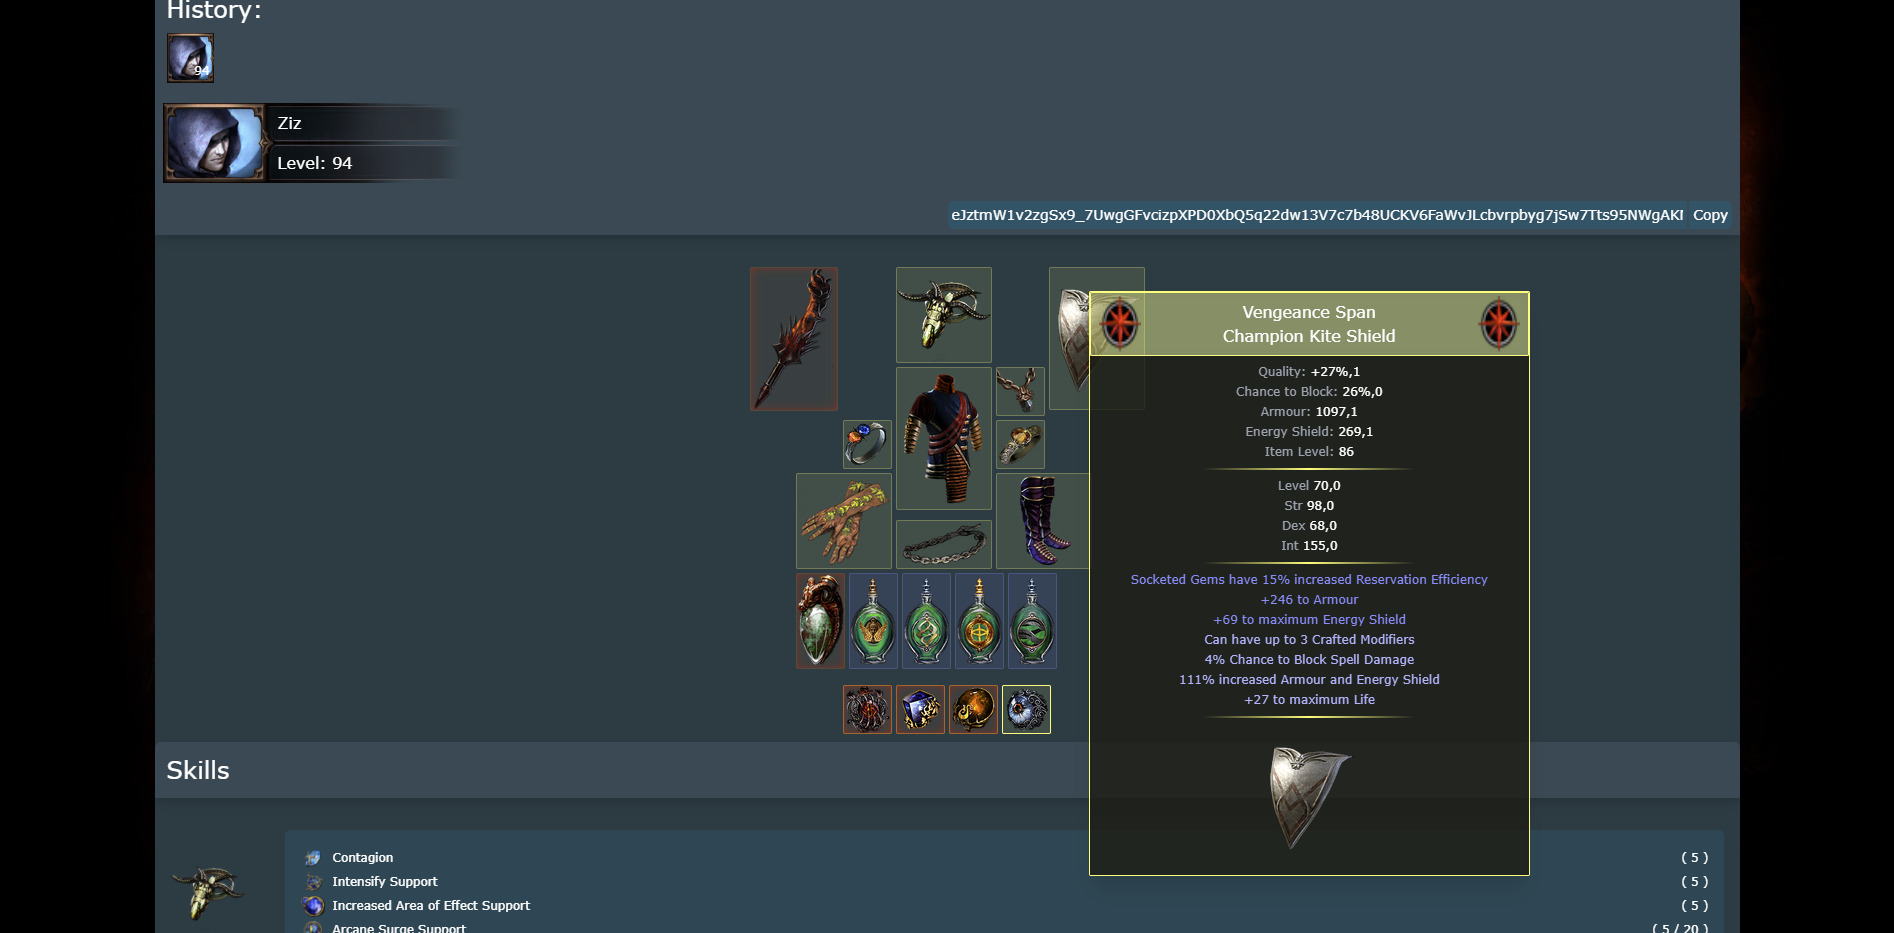 History:
94
Ziz
Level: 94
eJztmW1v2zgSx9_7UwgGFvcizpXPD0XbQ5q22dw13V7c7b48UCKV6FaWvJLcbvrpbyg7jSw7Tts95NWgAKI
Copy
Vengeance Span
Champion Kite Shield
Quality: +27%,1
Chance to Block: 26%,0
Armour: 1097,1
Energy Shield: 269,1
Item Level: 86
Level 70,0
Str 98,0
Dex 68,0
Int 155,0
Socketed Gems have 15% increased Reservation Efficiency
+246 to Armour
+69 to maximum Energy Shield
Can have up to 3 Crafted Modifiers
4% Chance to Block Spell Damage
111% increased Armour and Energy Shield
+27 to maximum Life
Skills
Contagion ( 5 )
Intensify Support ( 5 )
Increased Area of Effect Support ( 5 )
Arcane Surge Support ( 5 / 20 )